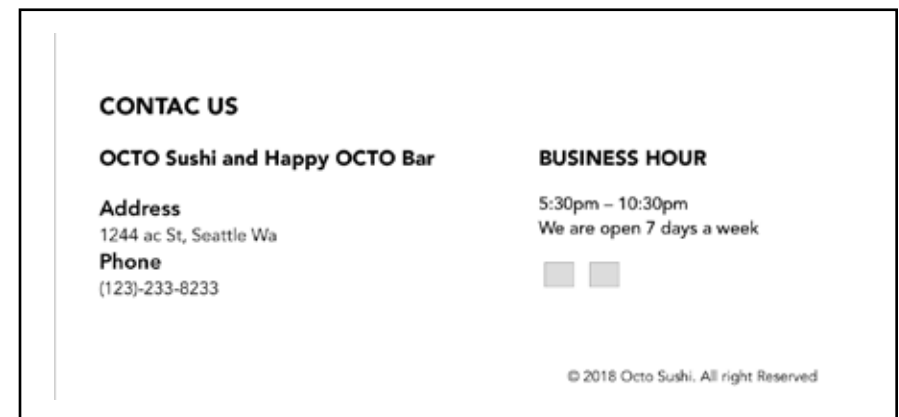 CONTAC US
OCTO Sushi and Happy OCTO Bar
Address
1244 ac St, Seattle Wa
Phone
(123)-233-8233
BUSINESS HOUR
5:30pm – 10:30pm
We are open 7 days a week
© 2018 Octo Sushi. All right Reserved